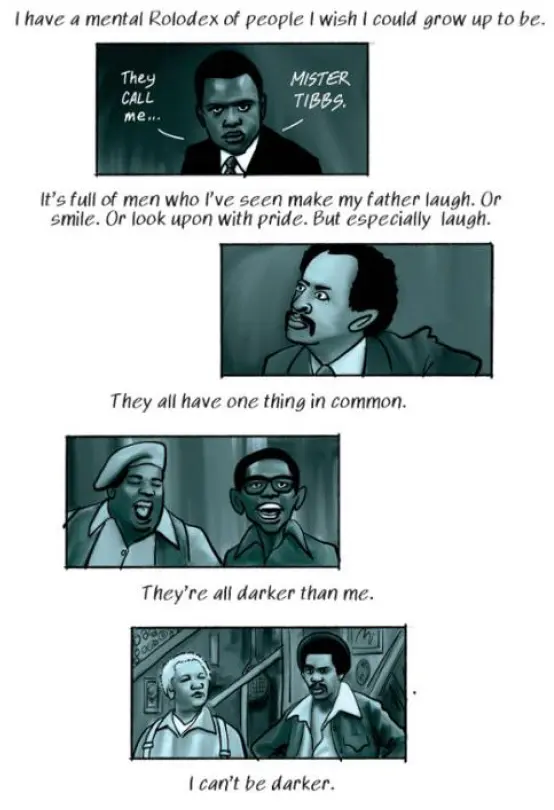 I have a mental Rolodex of people I wish I could grow up to be.
They
CALL
me...
MISTER
TIBBS.
It's full of men who I've seen make my father laugh. Or
smile. Or look upon with pride. But especially laugh.
They all have one thing in common.
They're all darker than me.
I can't be darker.